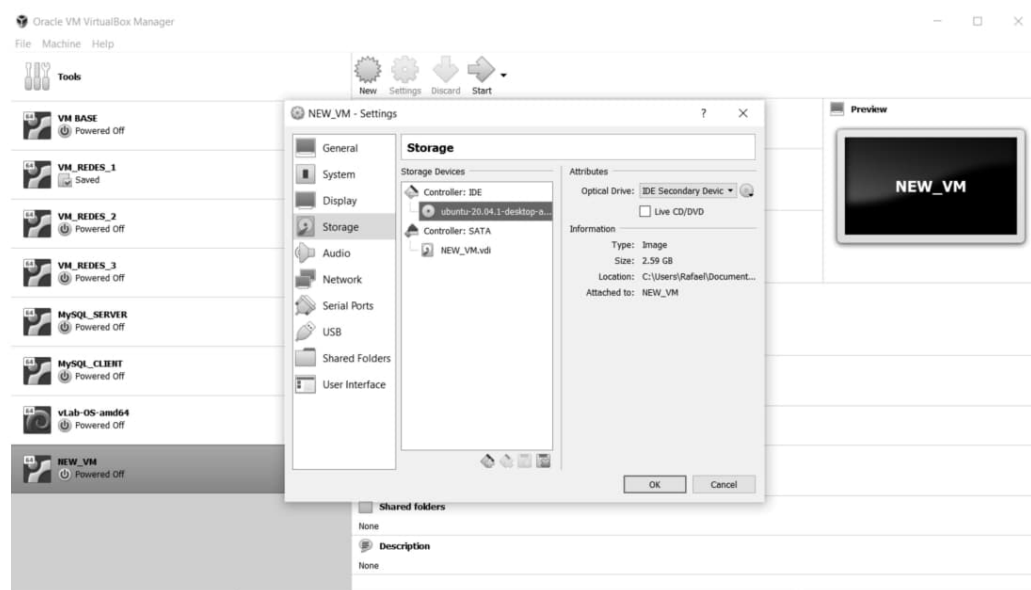 Oracle VM VirtualBox Manager
File Machine Help
Tools
New Settings Discard Start
VM BASE
Powered Off
VM_REDES_1
Saved
VM_REDES_2
Powered Off
VM_REDES_3
Powered Off
MySQL_SERVER
Powered Off
MySQL_CLIENT
Powered Off
vLab-OS-amd64
Powered Off
NEW_VM
Powered Off
NEW_VM - Settings
General
System
Display
Storage
Audio
Network
Serial Ports
USB
Shared Folders
User Interface
Storage
Storage Devices
Controller: IDE
ubuntu-20.04.1-desktop-a...
Controller: SATA
NEW_VM.vdi
Attributes
Optical Drive: IDE Secondary Devic
Live CD/DVD
Information
Type: Image
Size: 2.59 GB
Location: C:\Users\Rafael\Document...
Attached to: NEW_VM
OK Cancel
Preview
NEW_VM
Shared folders
None
Description
None